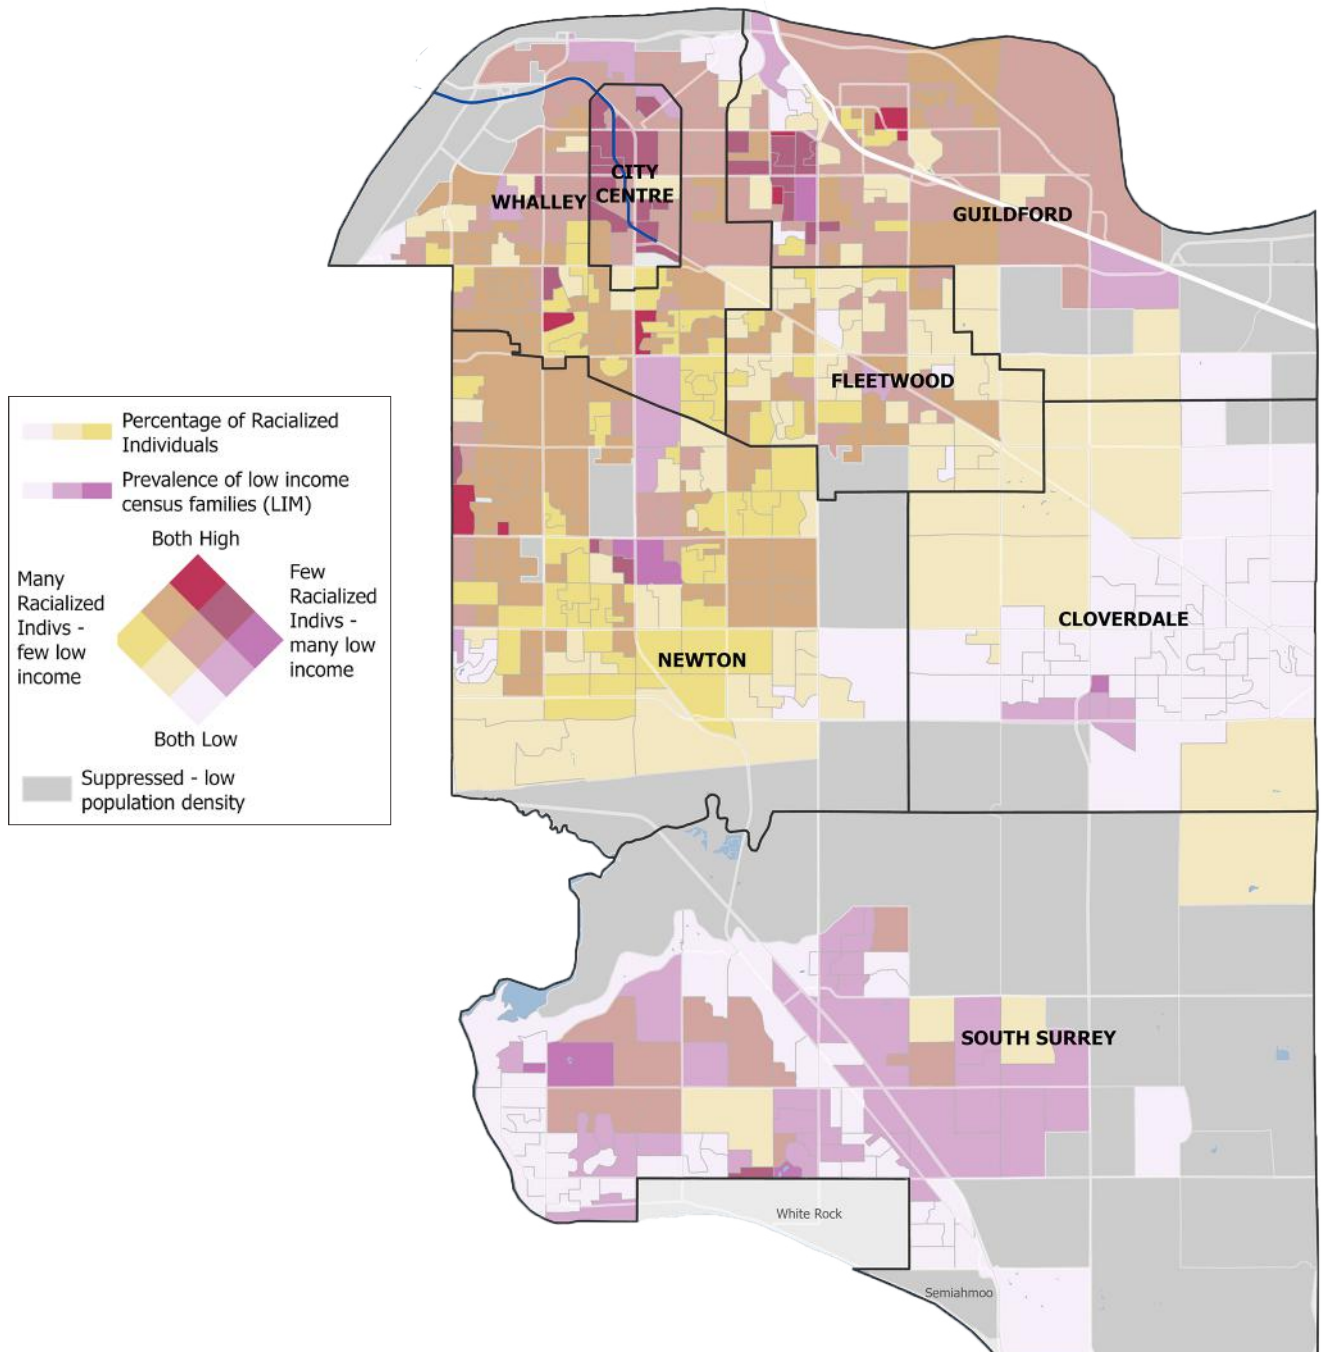 CITY
CENTRE
WHALLEY
GUILDFORD
FLEETWOOD
Percentage of Racialized
Individuals
Prevalence of low income
census families (LIM)
Both High
Many
Racialized
Indivs -
few low
income
Few
Racialized
Indivs -
many low
income
Both Low
Suppressed - low
population density
CLOVERDALE
NEWTON
SOUTH SURREY
White Rock
Semiahmoo